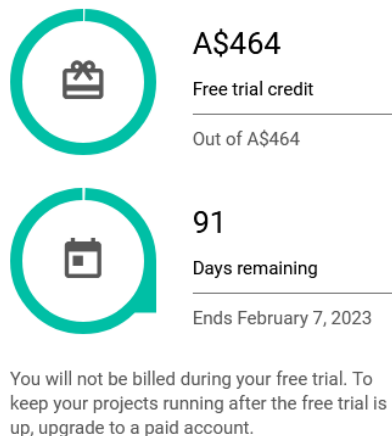 A$464
Free trial credit
Out of A$464
91
Days remaining
Ends February 7, 2023
You will not be billed during your free trial. To
keep your projects running after the free trial is
up, upgrade to a paid account.